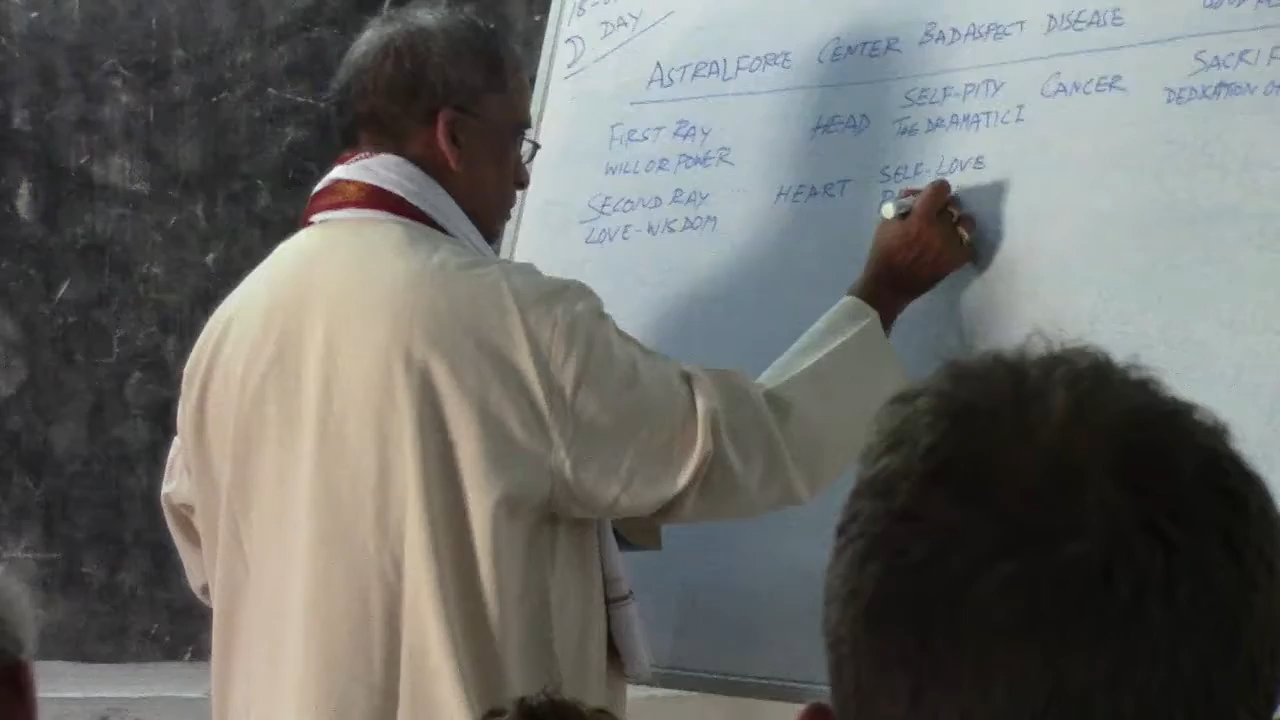 DAY
ASTRALFORCE CENTER BADASPECT DISEASE
SELF-PITY CANCER SACRIF
FIRST RAY HEAD THE DRAMATIC I DEDICATION OF
WILL OR POWER
SELF-LOVE
SECOND RAY HEART
LOVE-WISDOM